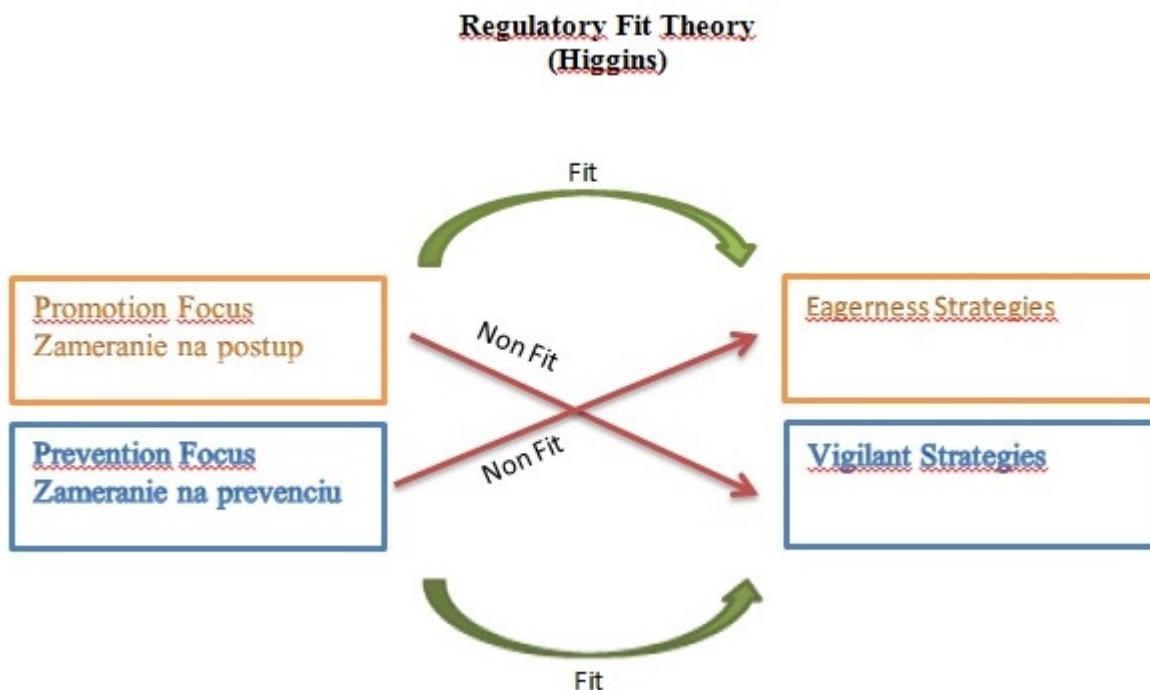 Regulatory Fit Theory
(Higgins)
Fit
Promotion Focus
Zameranie na postup
Eagerness Strategies
Non Fit
Non Fit
Prevention Focus
Zameranie na prevenciu
Vigilant Strategies
Fit